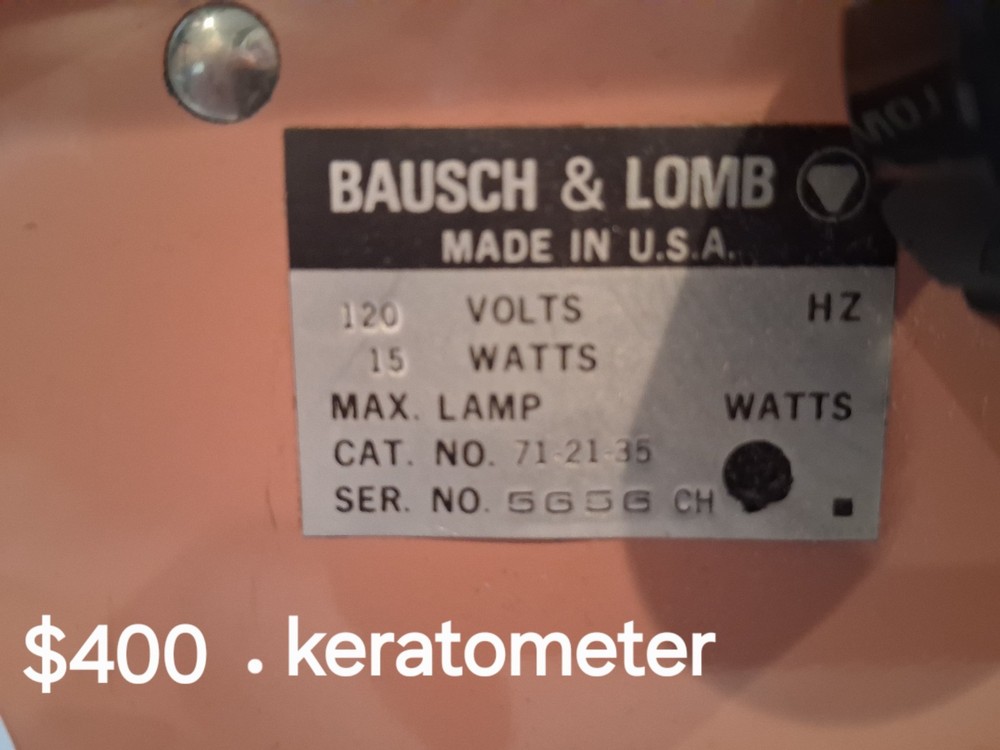 BAUSCH & LOMB
MADE IN U.S.A.
120 VOLTS HZ
15 WATTS
MAX. LAMP WATTS
CAT. NO. 71-21-35
SER. NO. 5656 CH
$400 . keratometer